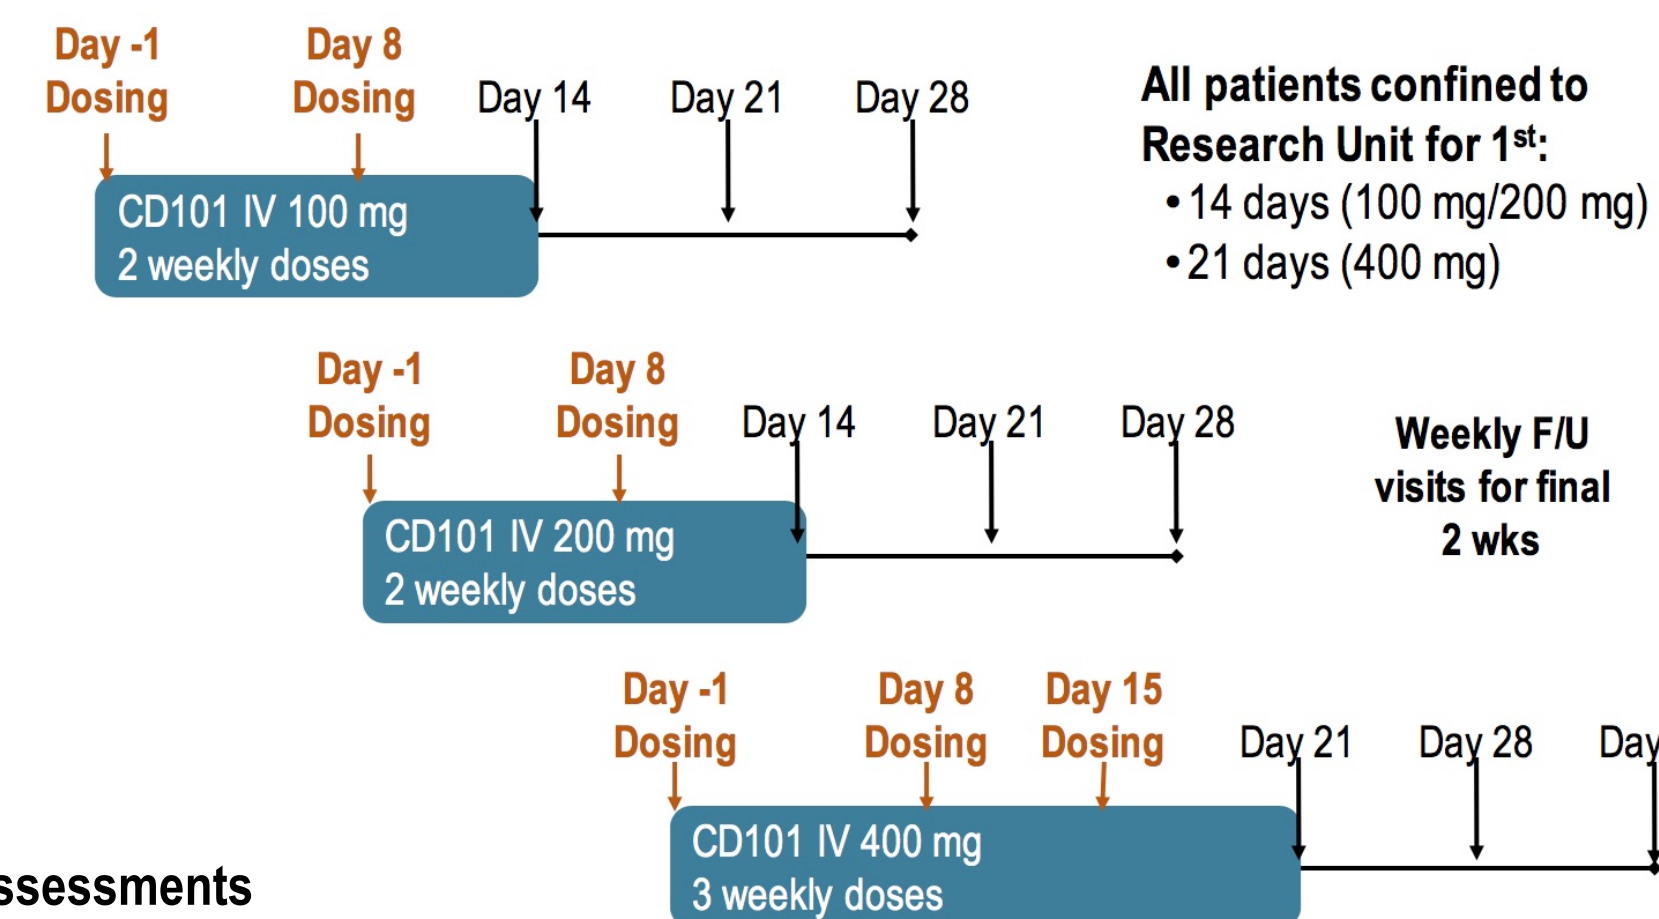 Day -1
Dosing
Day 8
Dosing
Day 14
Day 21
Day 28
CD101 IV 100 mg
2 weekly doses
All patients confined to
Research Unit for 1st:
• 14 days (100 mg/200 mg)
• 21 days (400 mg)
Day -1
Dosing
Day 8
Dosing
Day 14
Day 21
Day 28
CD101 IV 200 mg
2 weekly doses
Weekly F/U
visits for final
2 wks
Day -1
Dosing
Day 8
Dosing
Day 15
Dosing
Day 21
Day 28
Day
CD101 IV 400 mg
3 weekly doses
ssessments